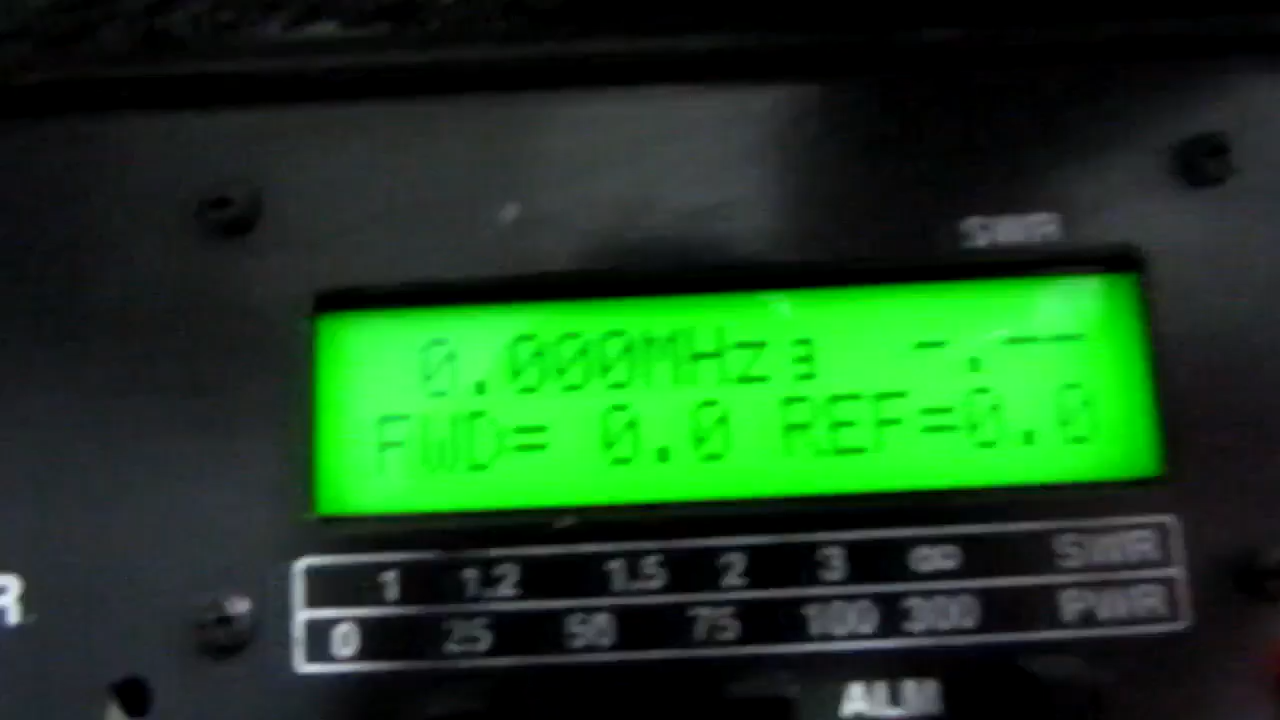 SWR
0.000MHz3 -.--
FWD= 0.0 REF=0.0
1 1.2 1.5 2 3 ∞ SWR
0 25 50 75 100 300 PWR
R
ALM